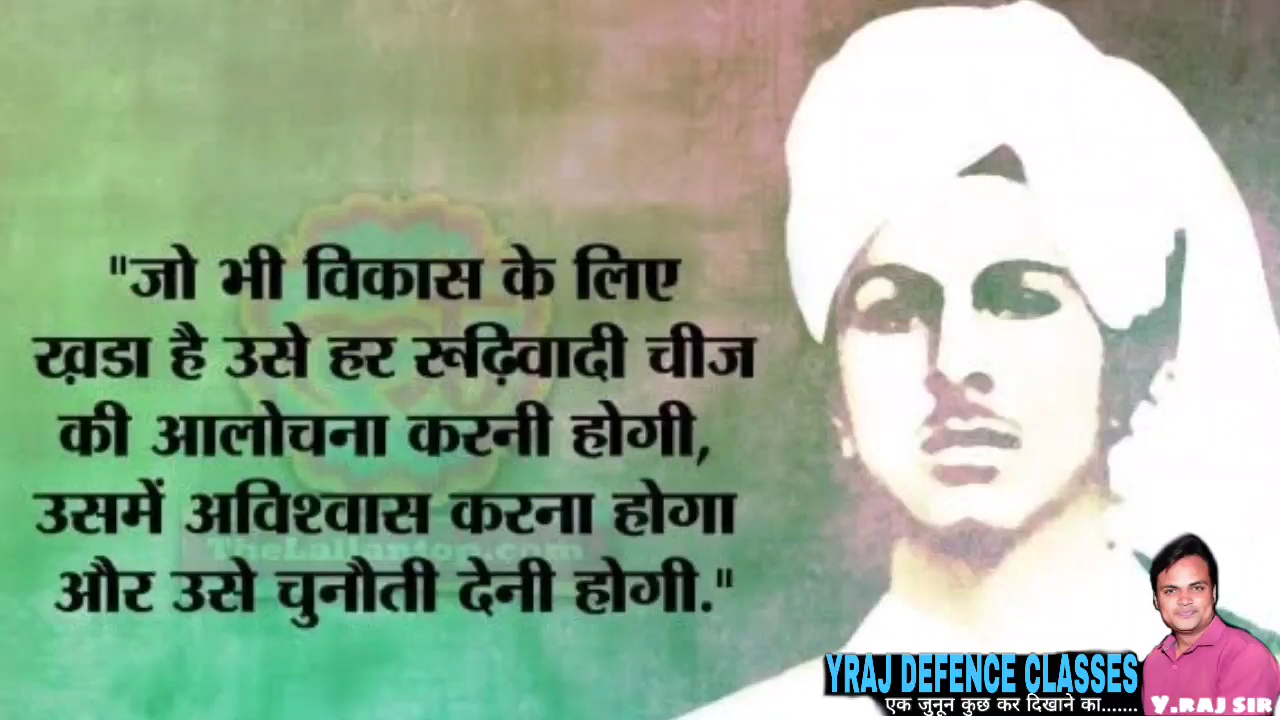 "जो भी विकास के लिए
ख़डा है उसे हर रूढ़िवादी चीज
की आलोचना करनी होगी,
उसमें अविश्वास करना होगा
और उसे चुनौती देनी होगी."
TheLallantop.com
YRAJ DEFENCE CLASSES
एक जुनून कुछ कर दिखाने का.......
Y.RAJ SIR